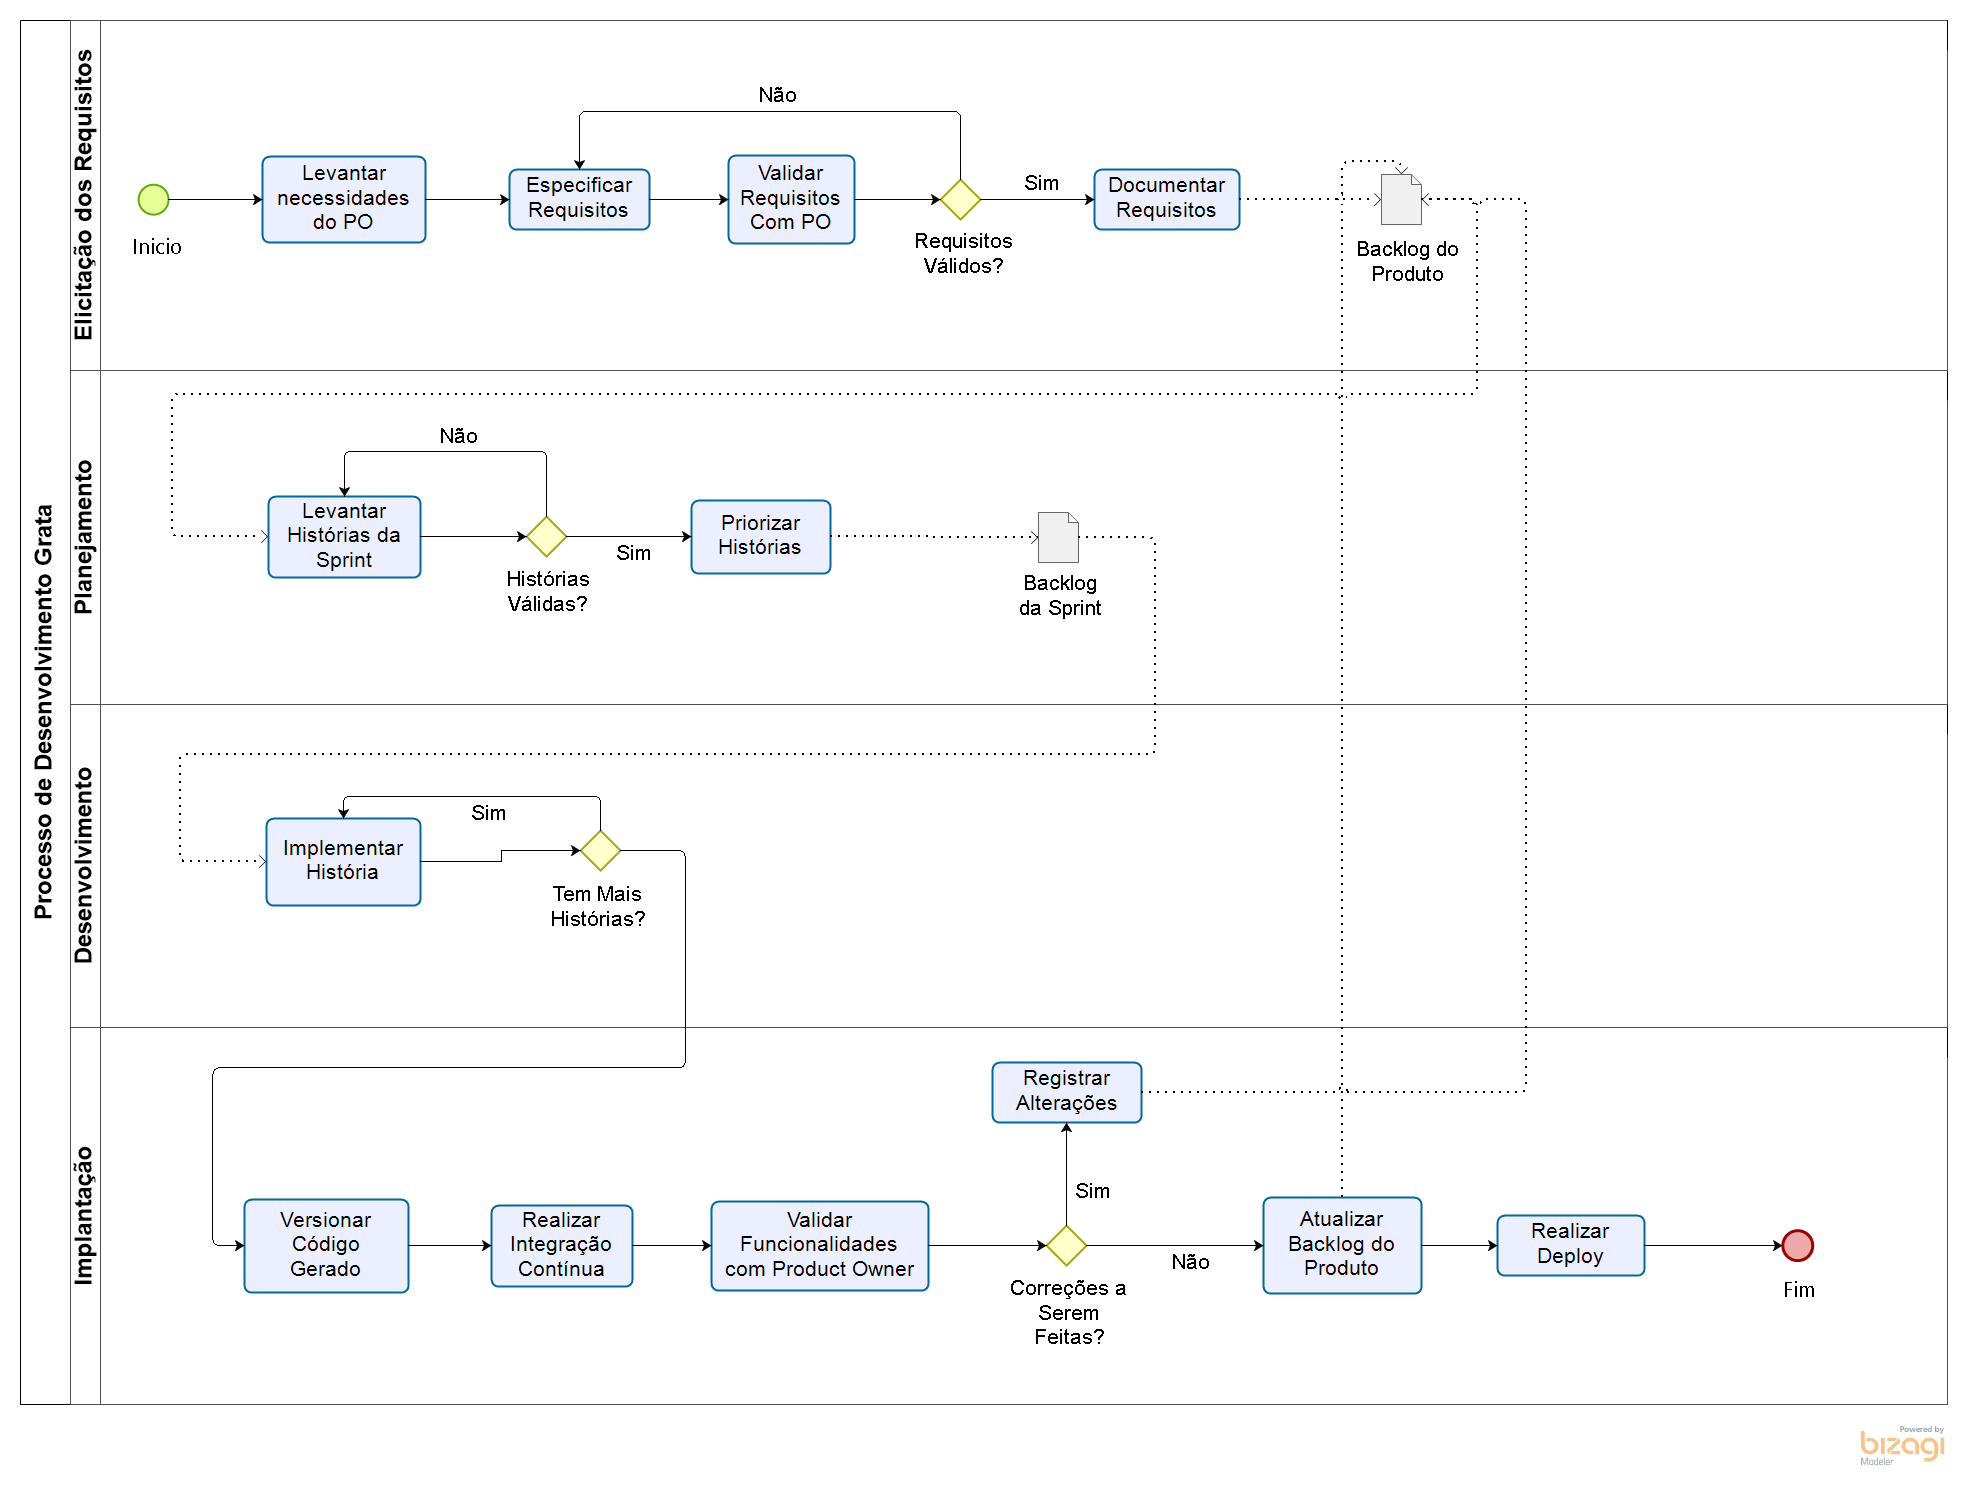 Processo de Desenvolvimento Grata
Elicitação dos Requisitos
Não
Inicio
Levantar
necessidades
do PO
Especificar
Requisitos
Validar
Requisitos
Com PO
Requisitos
Válidos?
Sim
Documentar
Requisitos
Backlog do
Produto
Planejamento
Não
Levantar
Histórias da
Sprint
Histórias
Válidas?
Sim
Priorizar
Histórias
Backlog
da Sprint
Desenvolvimento
Sim
Implementar
História
Tem Mais
Histórias?
Implantação
Registrar
Alterações
Sim
Versionar
Código
Gerado
Realizar
Integração
Contínua
Validar
Funcionalidades
com Product Owner
Correções a
Serem
Feitas?
Não
Atualizar
Backlog do
Produto
Realizar
Deploy
Fim
Powered by
bizagi
Modeler